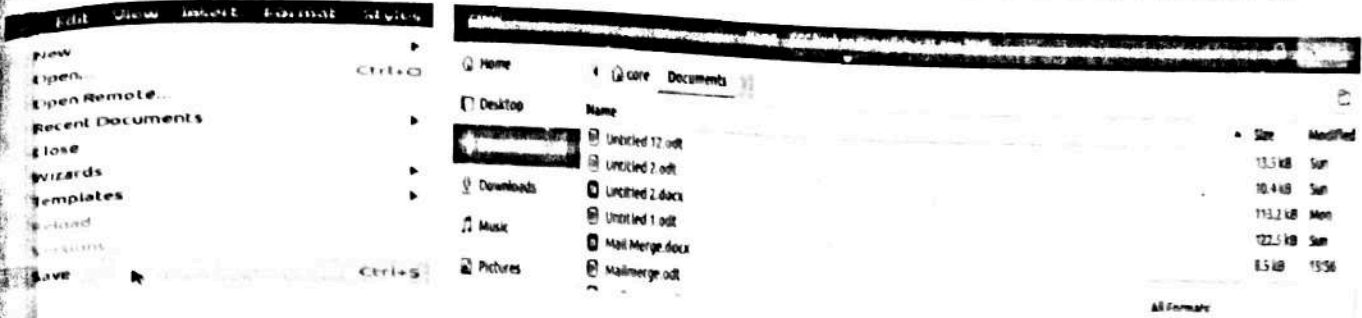 Edit View Insert Format Styles
New
Open... Ctrl+O
Open Remote...
Recent Documents
Close
Wizards
Templates
Reload
Versions
Save Ctrl+S
Home
Desktop
Downloads
Music
Pictures
core Documents
Name Size Modified
Untitled 12.odt 13.5 kB Sun
Untitled 2.odt 10.4 kB Sun
Untitled 2.docx 113.2 kB Mon
Untitled 1.odt 122.5 kB Sun
Mail Merge.docx 8.5 kB 13:56
Mailmerge.odt
All Formats